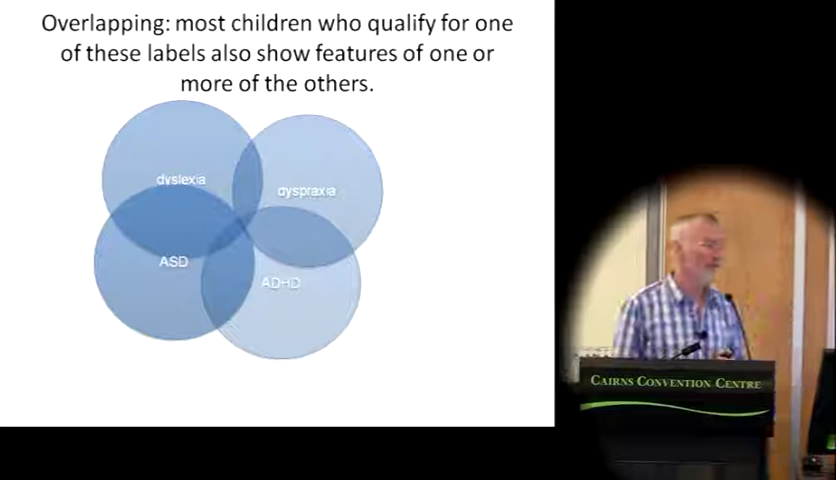 Overlapping: most children who qualify for one
of these labels also show features of one or
more of the others.
dyslexia
dyspraxia
ASD
ADHD
CAIRNS CONVENTION CENTRE